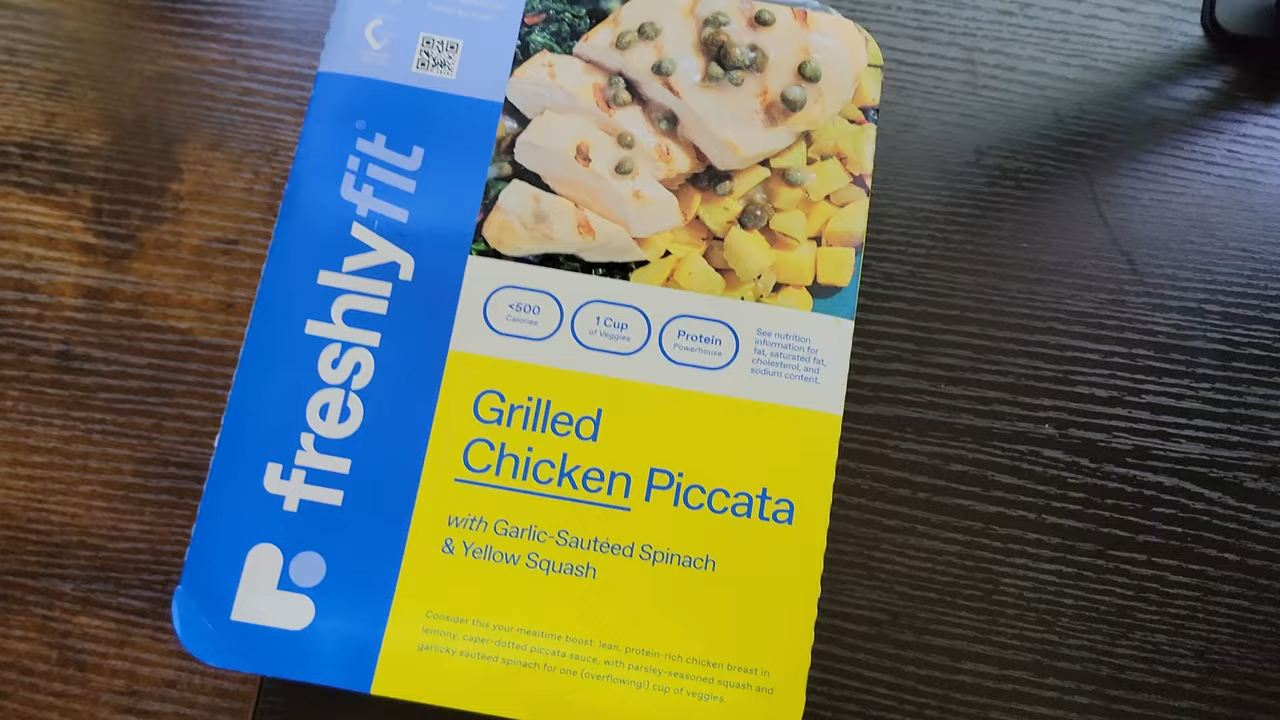 freshlyfit®
<500
Calories
1 Cup
of Veggies
Protein
Powerhouse
See nutrition
information for
fat, saturated fat,
cholesterol, and
sodium content.
Grilled
Chicken Piccata
with Garlic-Sautéed Spinach
& Yellow Squash
Consider this your mealtime boost: lean, protein-rich chicken breast in
lemony, caper-dotted piccata sauce, with parsley-seasoned squash and
garlicky sautéed spinach for one (overflowing!) cup of veggies.